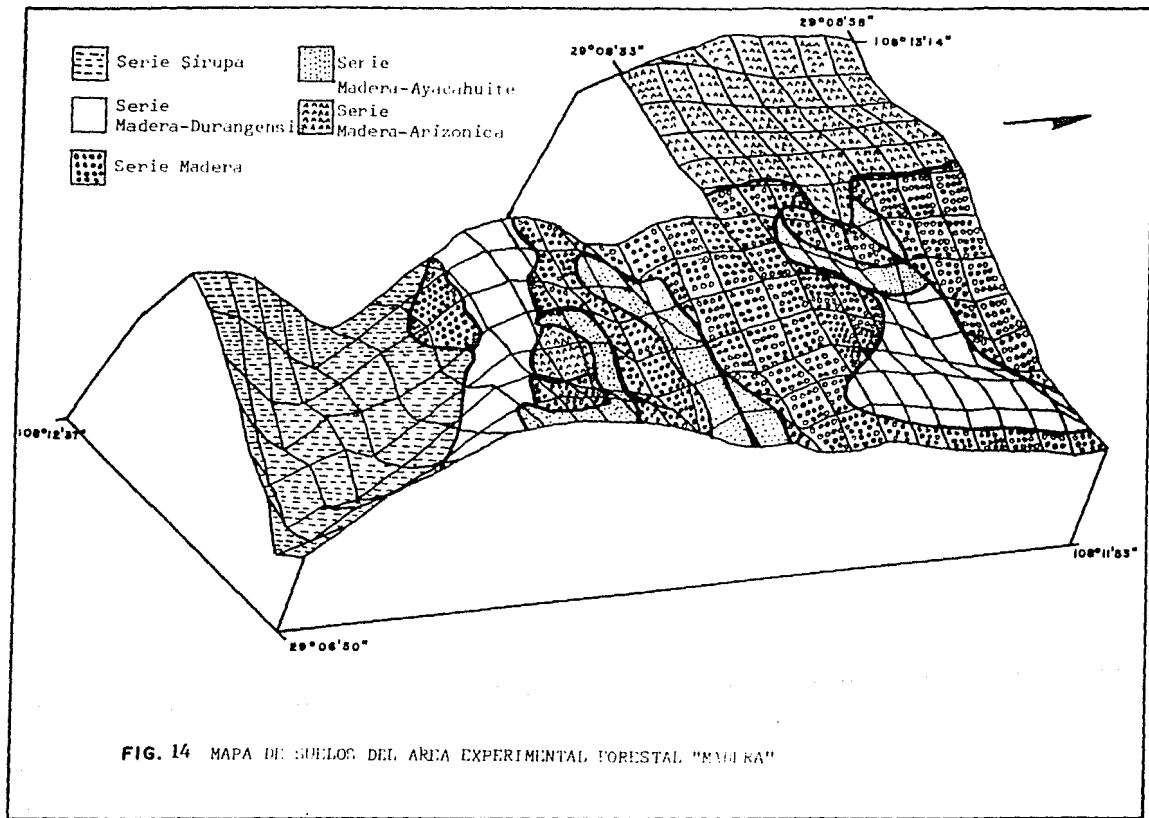 Serie Sirupa
Serie
Madera-Durangensis
Serie Madera
Serie
Madera-Ayacahuite
Serie
Madera-Arizonica
29°08'33"
29°08'58"
108°13'14"
108°12'37"
29°06'50"
108°11'53"
FIG. 14 MAPA DE SUELOS DEL AREA EXPERIMENTAL FORESTAL "MADERA"